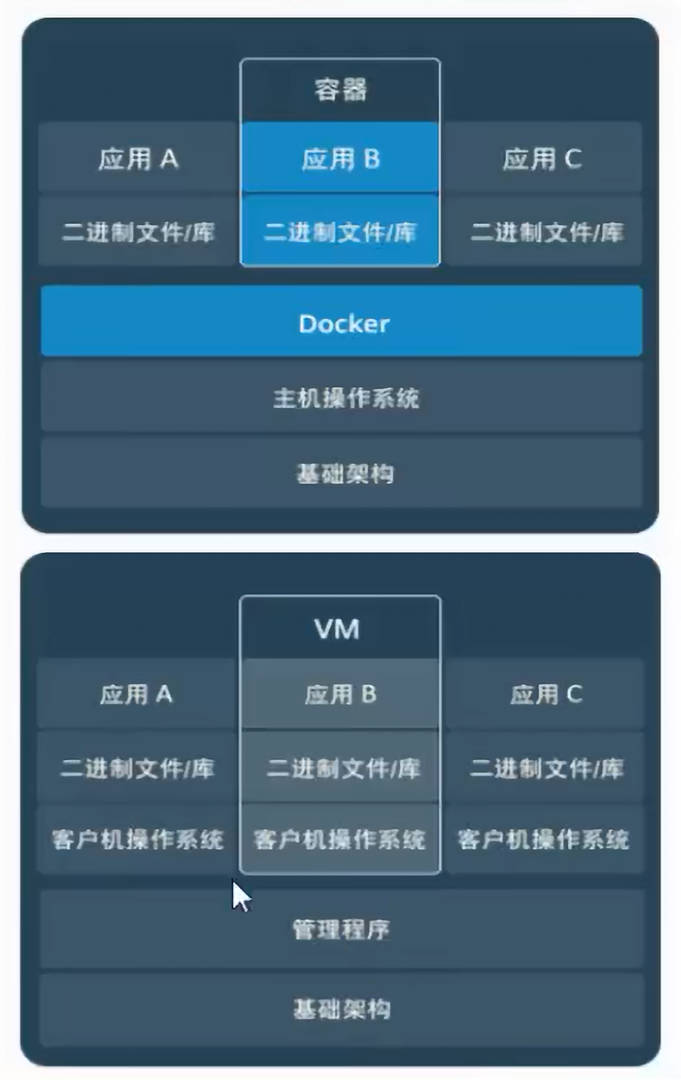 容器
应用 A 应用 B 应用 C
二进制文件/库 二进制文件/库 二进制文件/库
Docker
主机操作系统
基础架构
VM
应用 A 应用 B 应用 C
二进制文件/库 二进制文件/库 二进制文件/库
客户机操作系统 客户机操作系统 客户机操作系统
管理程序
基础架构